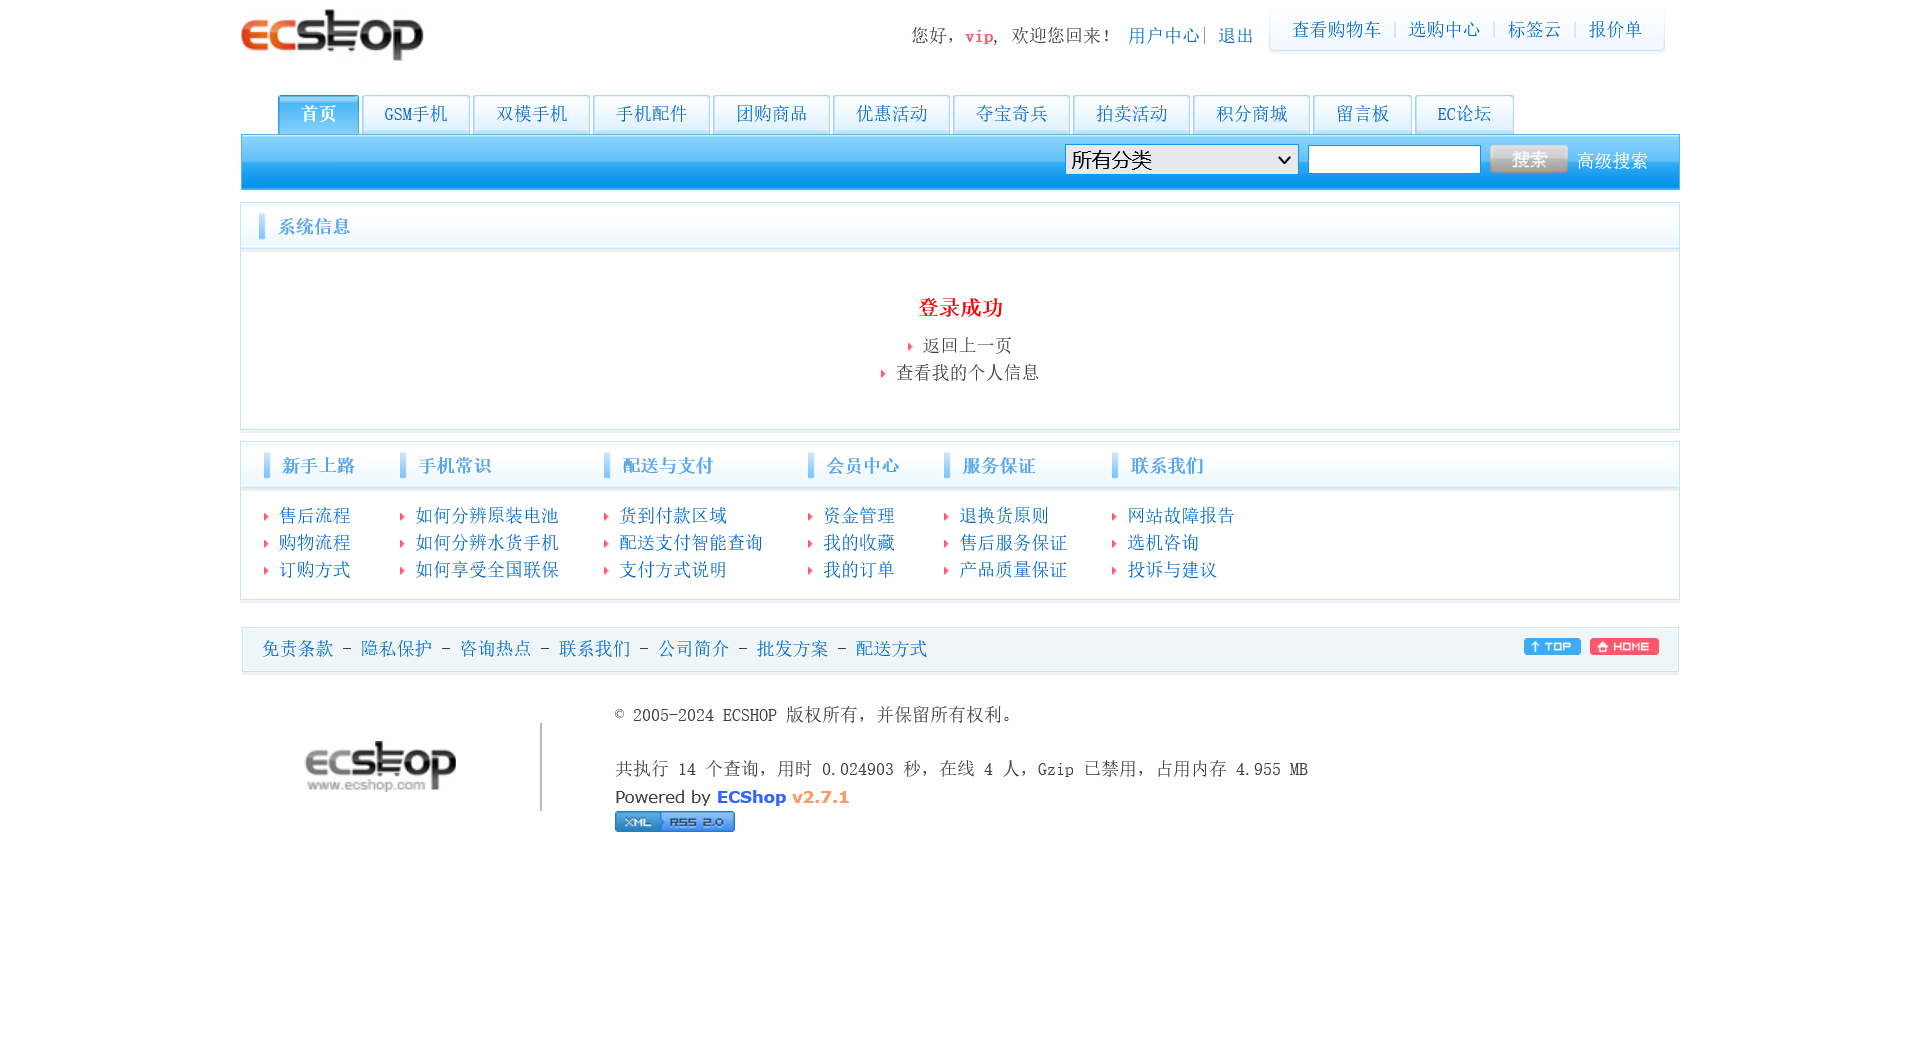 ECSHOP
您好，vip, 欢迎您回来！ 用户中心| 退出
查看购物车 | 选购中心 | 标签云 | 报价单
首页 GSM手机 双模手机 手机配件 团购商品 优惠活动 夺宝奇兵 拍卖活动 积分商城 留言板 EC论坛
所有分类 搜索 高级搜索
系统信息
登录成功
返回上一页
查看我的个人信息
新手上路 手机常识 配送与支付 会员中心 服务保证 联系我们
售后流程 如何分辨原装电池 货到付款区域 资金管理 退换货原则 网站故障报告
购物流程 如何分辨水货手机 配送支付智能查询 我的收藏 售后服务保证 选机咨询
订购方式 如何享受全国联保 支付方式说明 我的订单 产品质量保证 投诉与建议
免责条款 - 隐私保护 - 咨询热点 - 联系我们 - 公司简介 - 批发方案 - 配送方式
TOP HOME
© 2005-2024 ECSHOP 版权所有，并保留所有权利。
ecshop
www.ecshop.com
共执行 14 个查询，用时 0.024903 秒，在线 4 人，Gzip 已禁用，占用内存 4.955 MB
Powered by ECShop v2.7.1
XML RSS 2.0